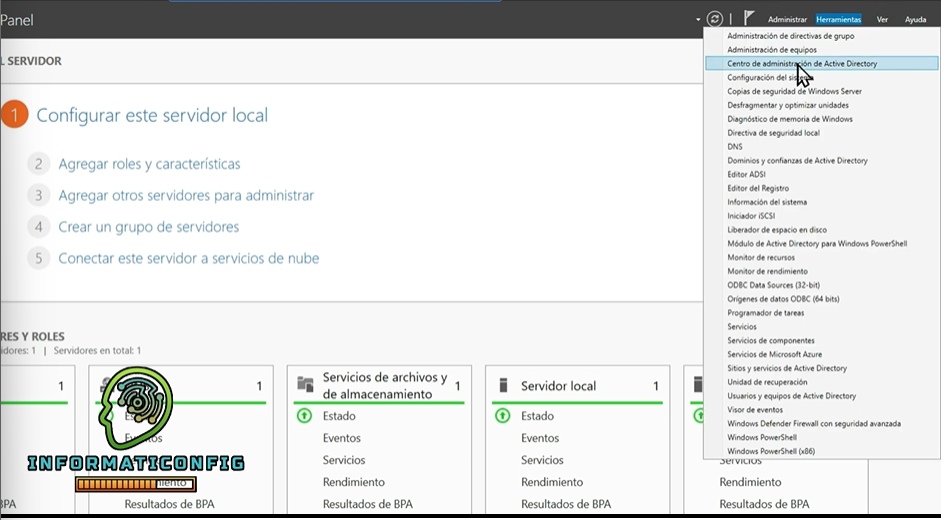 Panel
Administrar
Herramientas
Ver
Ayuda
L SERVIDOR
1 Configurar este servidor local
2 Agregar roles y características
3 Agregar otros servidores para administrar
4 Crear un grupo de servidores
5 Conectar este servidor a servicios de nube
Administración de directivas de grupo
Administración de equipos
Centro de administración de Active Directory
Configuración del sistema
Copias de seguridad de Windows Server
Desfragmentar y optimizar unidades
Diagnóstico de memoria de Windows
Directiva de seguridad local
DNS
Dominios y confianzas de Active Directory
Editor ADSI
Editor del Registro
Información del sistema
Iniciador iSCSI
Liberador de espacio en disco
Módulo de Active Directory para Windows PowerShell
Monitor de recursos
Monitor de rendimiento
ODBC Data Sources (32-bit)
Orígenes de datos ODBC (64 bits)
Programador de tareas
Servicios
Servicios de componentes
Servicios de Microsoft Azure
Sitios y servicios de Active Directory
Unidad de recuperación
Usuarios y equipos de Active Directory
Visor de eventos
Windows Defender Firewall con seguridad avanzada
Windows PowerShell
Windows PowerShell (x86)
RES Y ROLES
idores: 1 | Servidores en total: 1
1
BPA
1
Resultados de BPA
INFORMATICONFIG
Servicios de archivos y
de almacenamiento
1
Estado
Eventos
Servicios
Rendimiento
Resultados de BPA
Servidor local
1
Estado
Eventos
Servicios
Rendimiento
Resultados de BPA
Servicios
Rendimiento
Resultados de BPA